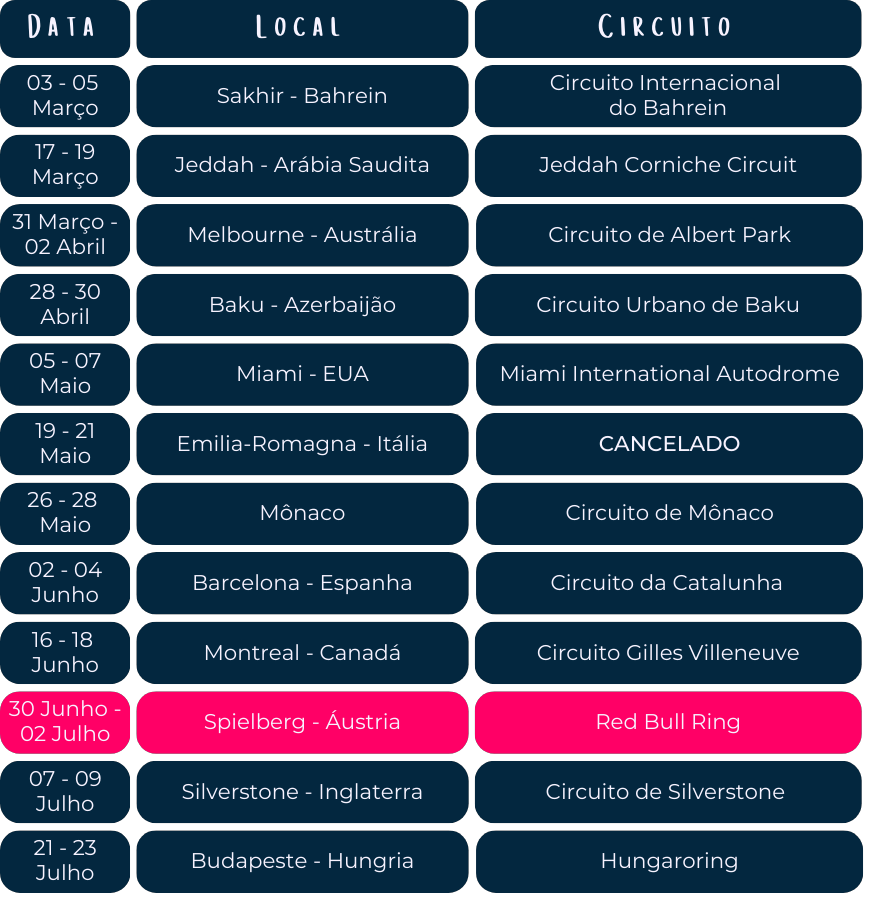 Data Local Circuito
03 - 05
Março
Sakhir - Bahrein
Circuito Internacional
do Bahrein
17 - 19
Março
Jeddah - Arábia Saudita
Jeddah Corniche Circuit
31 Março -
02 Abril
Melbourne - Austrália
Circuito de Albert Park
28 - 30
Abril
Baku - Azerbaijão
Circuito Urbano de Baku
05 - 07
Maio
Miami - EUA
Miami International Autodrome
19 - 21
Maio
Emilia-Romagna - Itália
CANCELADO
26 - 28
Maio
Mônaco
Circuito de Mônaco
02 - 04
Junho
Barcelona - Espanha
Circuito da Catalunha
16 - 18
Junho
Montreal - Canadá
Circuito Gilles Villeneuve
30 Junho -
02 Julho
Spielberg - Áustria
Red Bull Ring
07 - 09
Julho
Silverstone - Inglaterra
Circuito de Silverstone
21 - 23
Julho
Budapeste - Hungria
Hungaroring